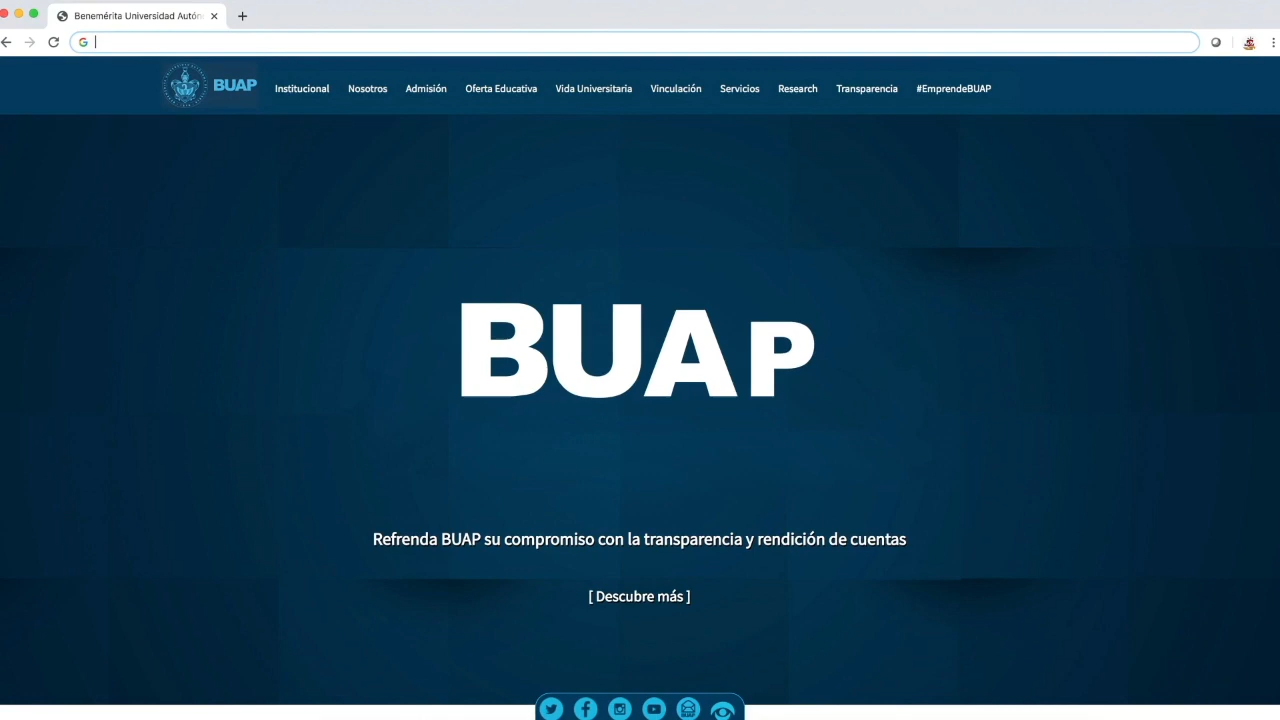 Benemérita Universidad Autón
BUAP
Institucional Nosotros Admisión Oferta Educativa Vida Universitaria Vinculación Servicios Research Transparencia #EmprendeBUAP
BUAP
Refrenda BUAP su compromiso con la transparencia y rendición de cuentas
[ Descubre más ]